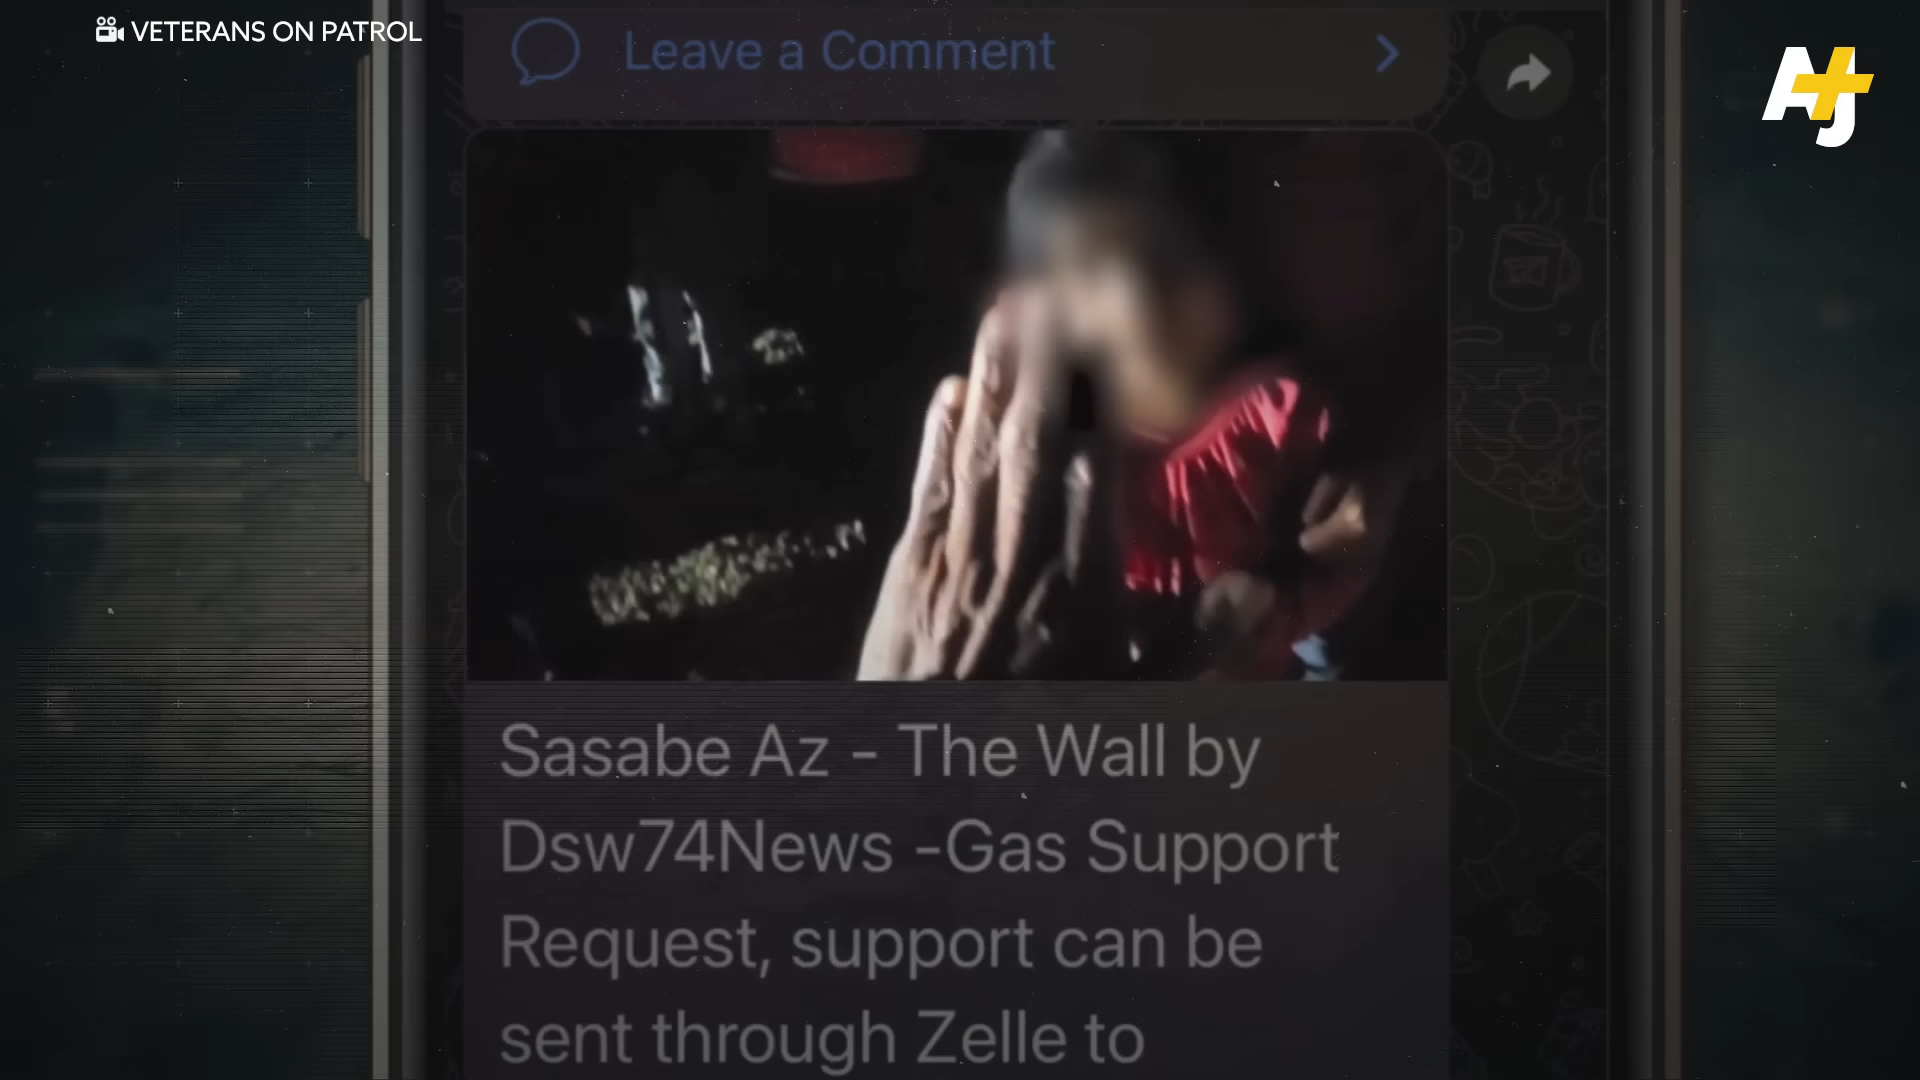 VETERANS ON PATROL
Leave a Comment
AJ+
Sasabe Az - The Wall by
Dsw74News -Gas Support
Request, support can be
sent through Zelle to